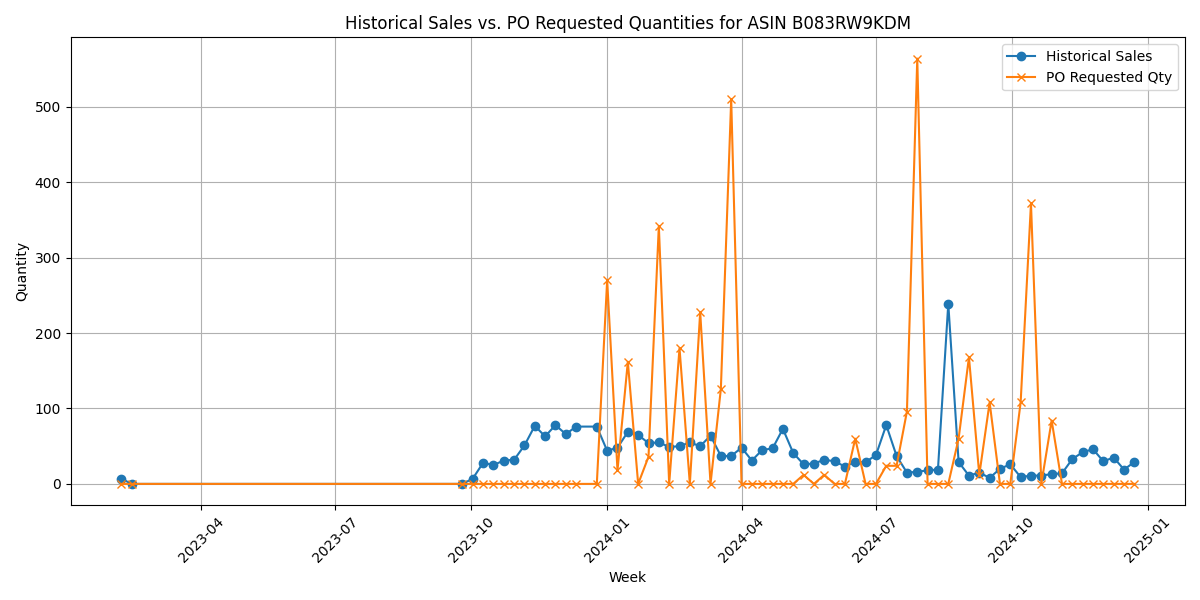 Historical Sales vs. PO Requested Quantities for ASIN B083RW9KDM
Historical Sales
PO Requested Qty
Quantity
500
400
300
200
100
0
2023-04
2023-07
2023-10
2024-01
2024-04
2024-07
2024-10
2025-01
Week